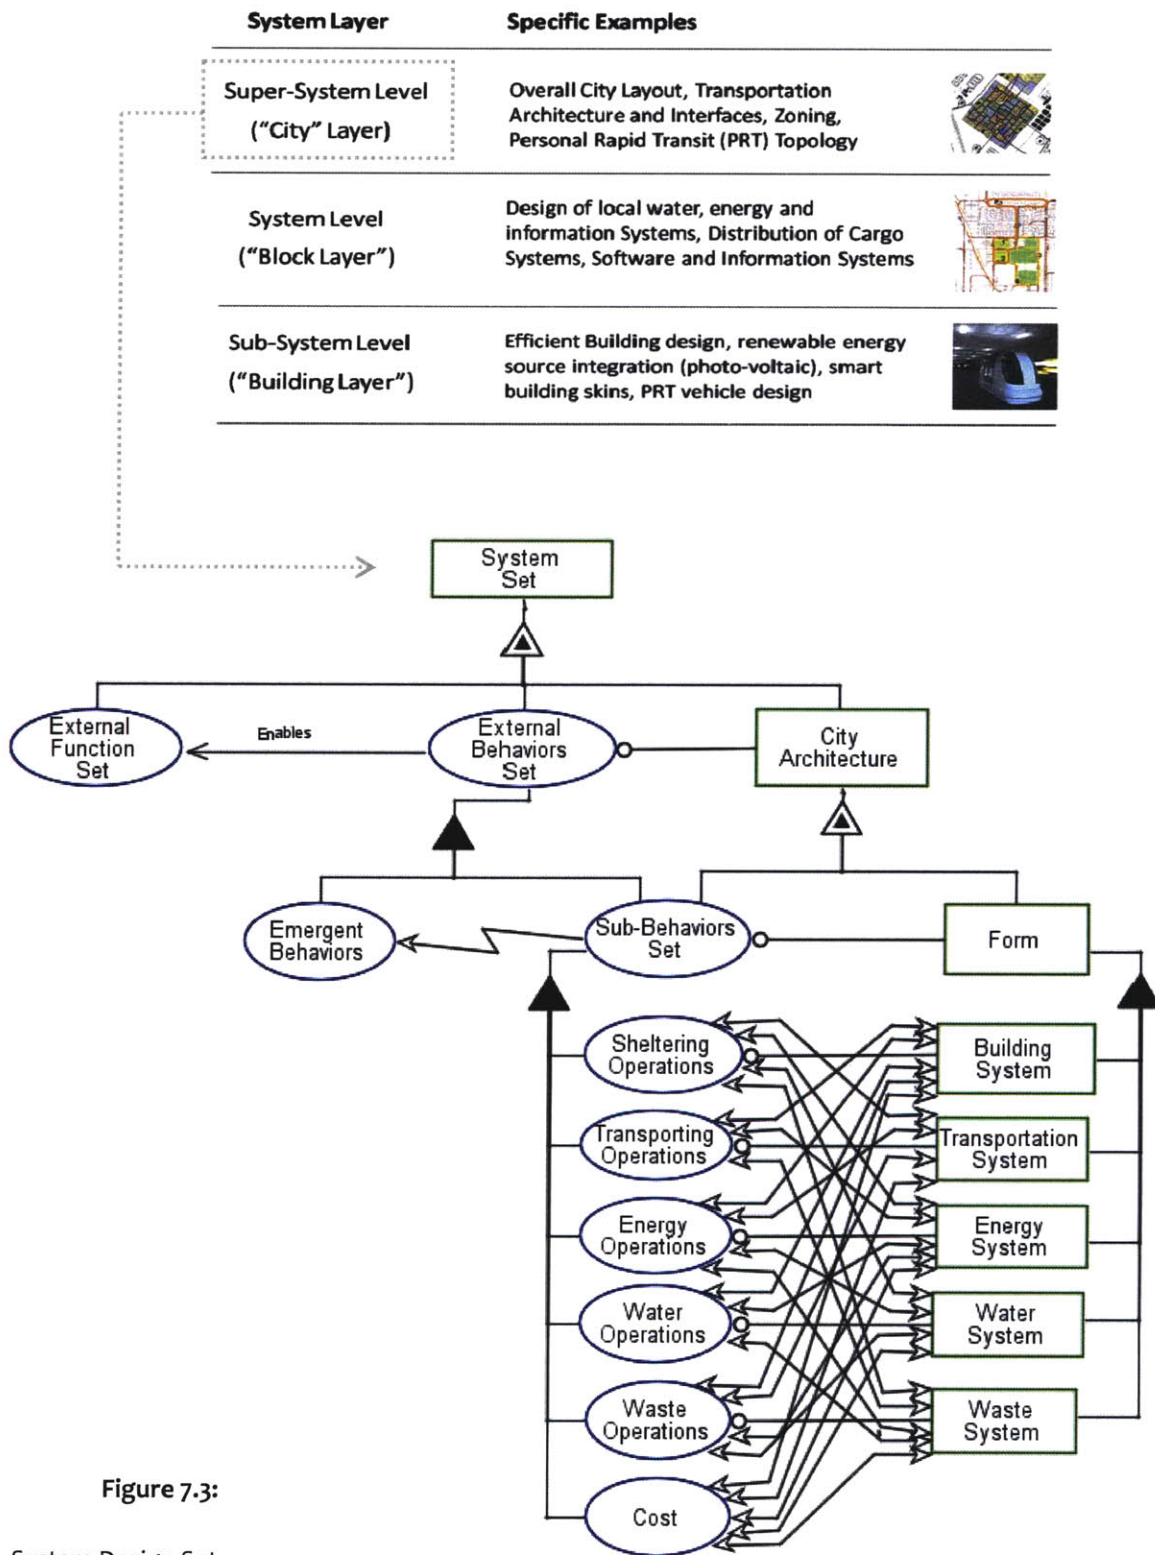 System Layer
Specific Examples
Super-System Level
("City" Layer)
Overall City Layout, Transportation
Architecture and Interfaces, Zoning,
Personal Rapid Transit (PRT) Topology
System Level
("Block Layer")
Design of local water, energy and
information Systems, Distribution of Cargo
Systems, Software and Information Systems
Sub-System Level
("Building Layer")
Efficient Building design, renewable energy
source integration (photo-voltaic), smart
building skins, PRT vehicle design
System
Set
External
Function
Set
Enables
External
Behaviors
Set
City
Architecture
Emergent
Behaviors
Sub-Behaviors
Set
Form
Sheltering
Operations
Building
System
Transporting
Operations
Transportation
System
Energy
Operations
Energy
System
Water
Operations
Water
System
Waste
Operations
Waste
System
Cost
Figure 7.3:
System Design Set